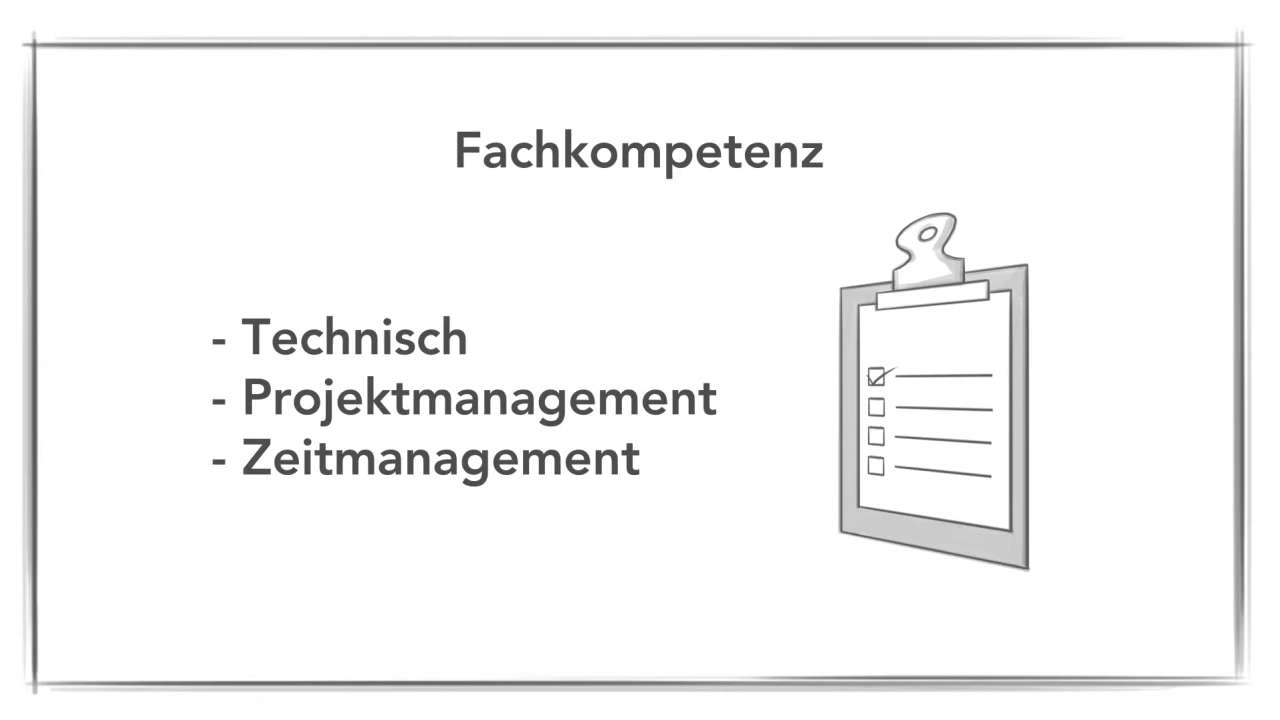 Fachkompetenz
- Technisch
- Projektmanagement
- Zeitmanagement